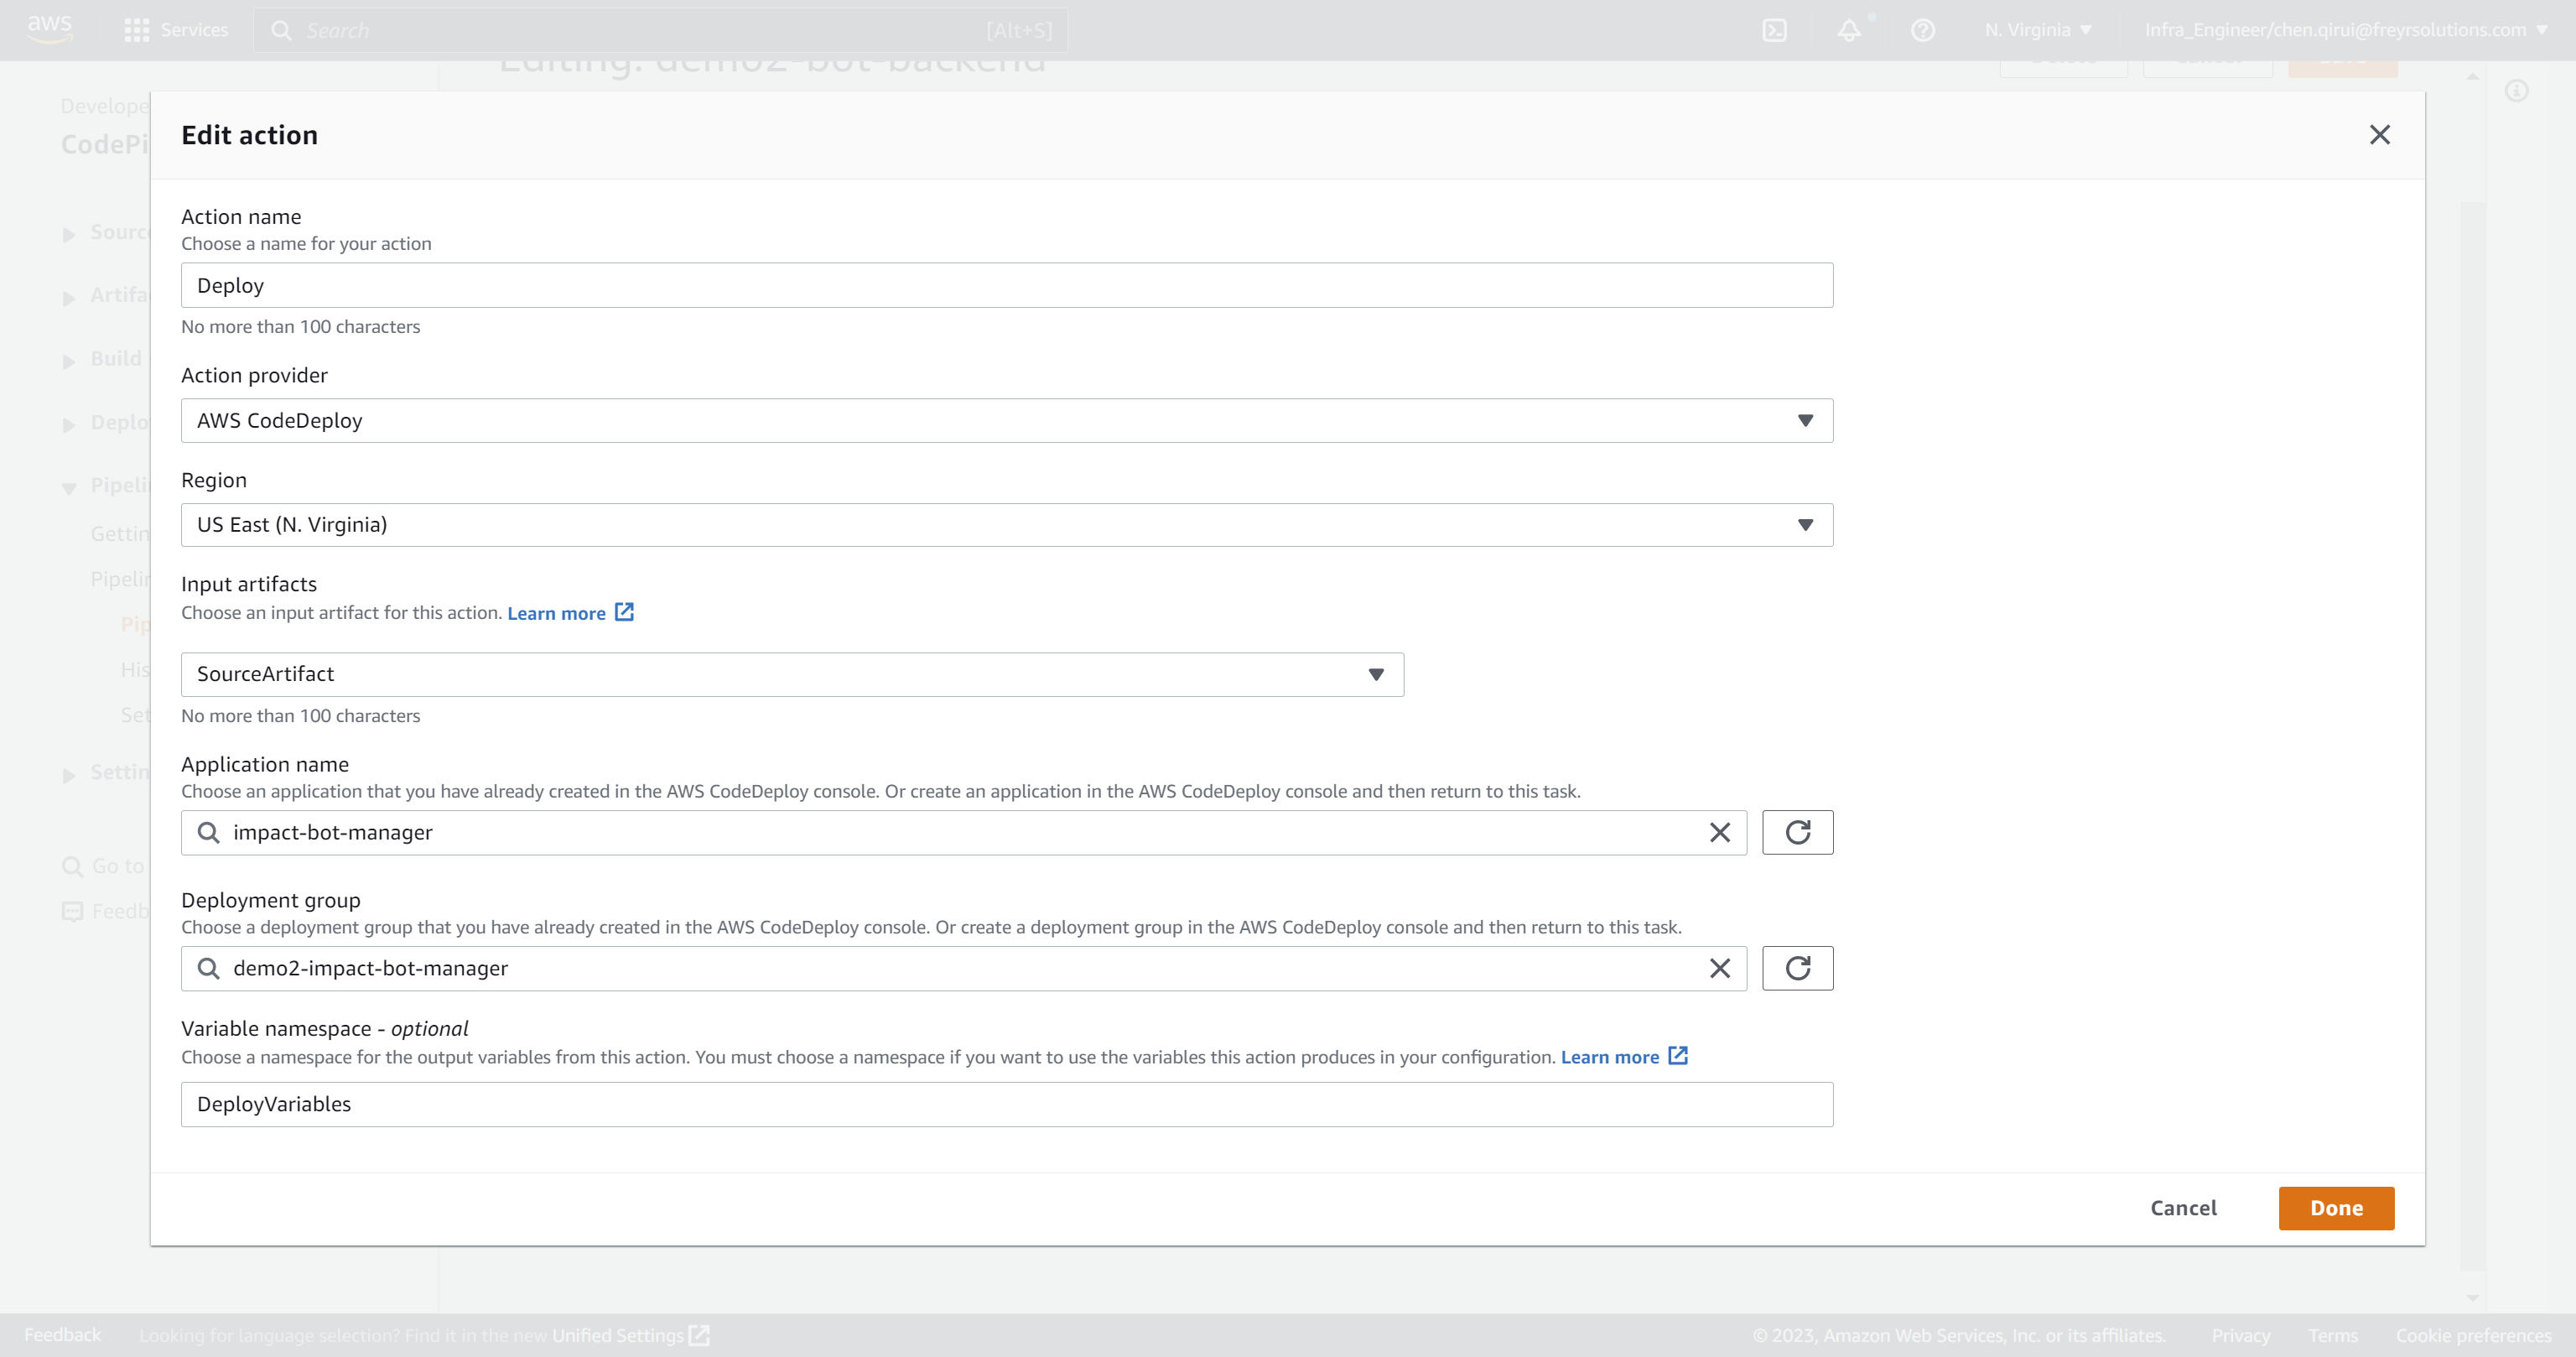 aws
Services
Search
[Alt+S]
N. Virginia
Infra_Engineer/chen.qirui@freyrsolutions.com
Editing: demo2-bot-backend
Edit action
Action name
Choose a name for your action
Deploy
No more than 100 characters
Action provider
AWS CodeDeploy
Region
US East (N. Virginia)
Input artifacts
Choose an input artifact for this action. Learn more
SourceArtifact
No more than 100 characters
Application name
Choose an application that you have already created in the AWS CodeDeploy console. Or create an application in the AWS CodeDeploy console and then return to this task.
impact-bot-manager
Deployment group
Choose a deployment group that you have already created in the AWS CodeDeploy console. Or create a deployment group in the AWS CodeDeploy console and then return to this task.
demo2-impact-bot-manager
Variable namespace - optional
Choose a namespace for the output variables from this action. You must choose a namespace if you want to use the variables this action produces in your configuration. Learn more
DeployVariables
Cancel
Done
Develope
CodePi
Sourc
Artifa
Build
Deplo
Pipeli
Gettin
Pipelin
Pip
His
Set
Settin
Go to
Feedb
Feedback
Looking for language selection? Find it in the new Unified Settings
© 2023, Amazon Web Services, Inc. or its affiliates.
Privacy
Terms
Cookie preferences